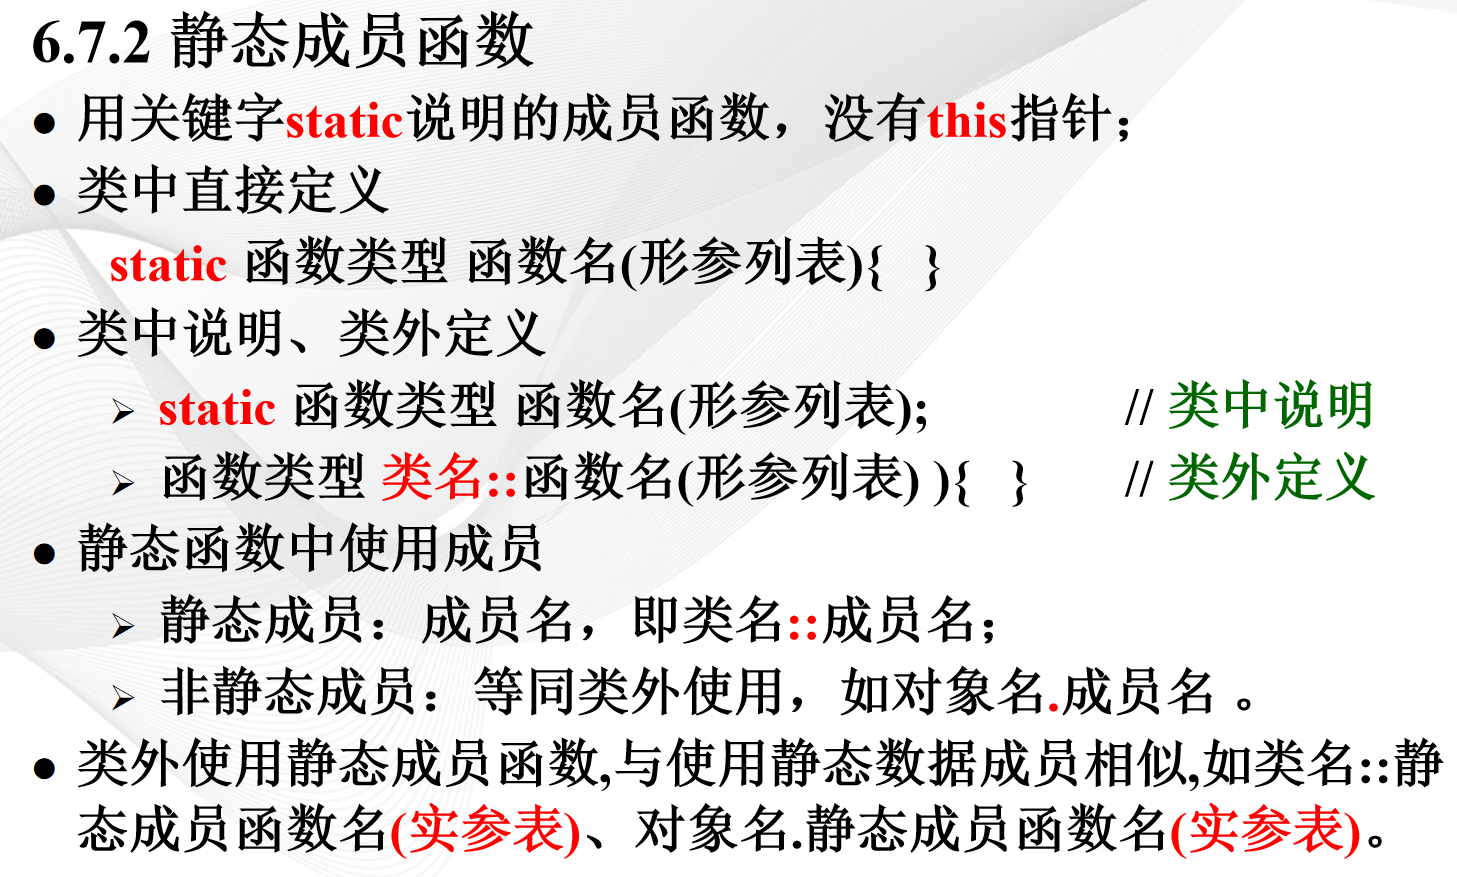 6.7.2 静态成员函数
● 用关键字static说明的成员函数，没有this指针；
● 类中直接定义
static 函数类型 函数名(形参列表){ }
● 类中说明、类外定义
➢ static 函数类型 函数名(形参列表); // 类中说明
➢ 函数类型 类名::函数名(形参列表) ){ } // 类外定义
● 静态函数中使用成员
➢ 静态成员：成员名，即类名::成员名；
➢ 非静态成员：等同类外使用，如对象名.成员名 。
● 类外使用静态成员函数,与使用静态数据成员相似,如类名::静
态成员函数名(实参表)、对象名.静态成员函数名(实参表)。